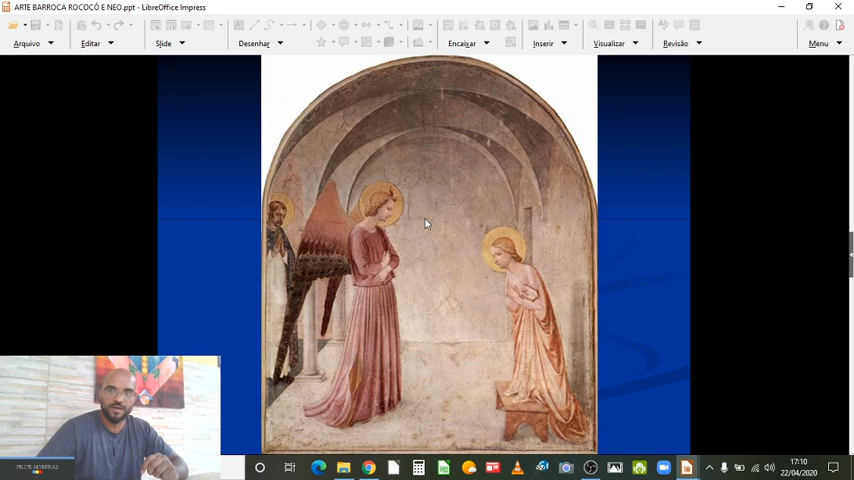 ARTE BARROCA ROCOCÓ E NEO.ppt - LibreOffice Impress
Arquivo Editar Slide Desenhar Encaixar Inserir Visualizar Revisão Menu
17:10
22/04/2020